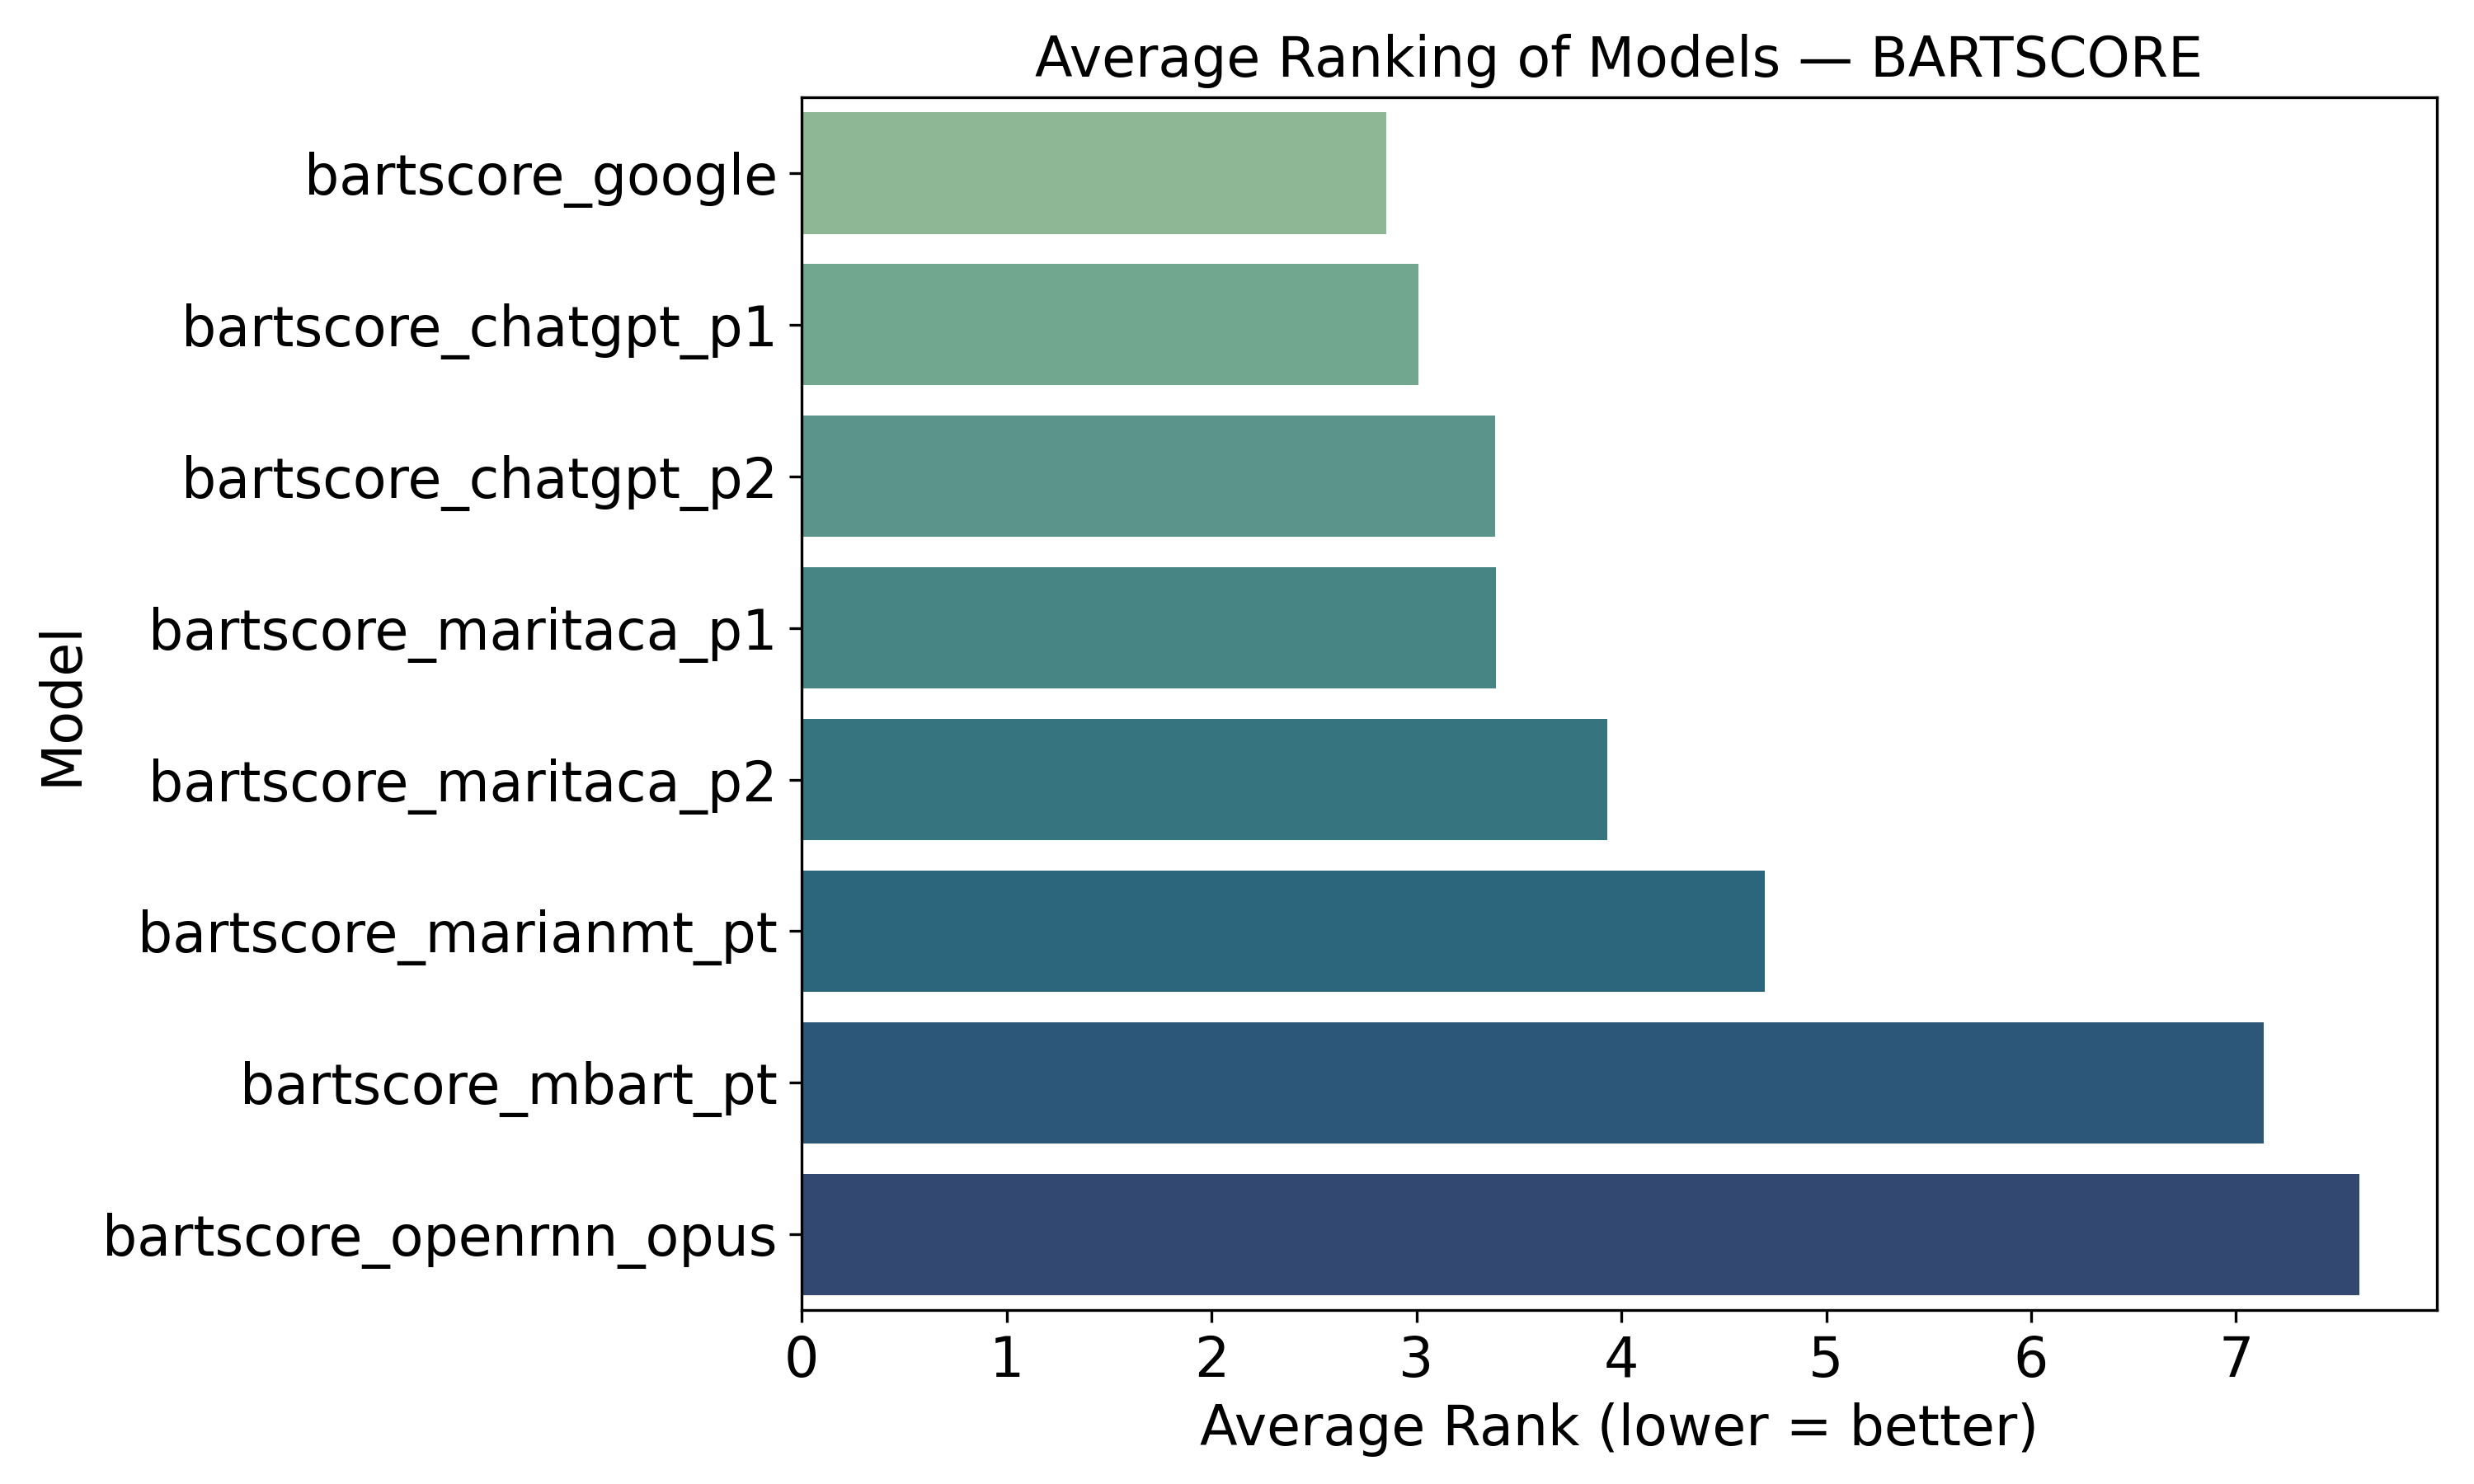 Average Ranking of Models — BARTSCORE
bartscore_google
bartscore_chatgpt_p1
bartscore_chatgpt_p2
bartscore_maritaca_p1
bartscore_maritaca_p2
bartscore_marianmt_pt
bartscore_mbart_pt
bartscore_openrnn_opus
Model
0 1 2 3 4 5 6 7
Average Rank (lower = better)